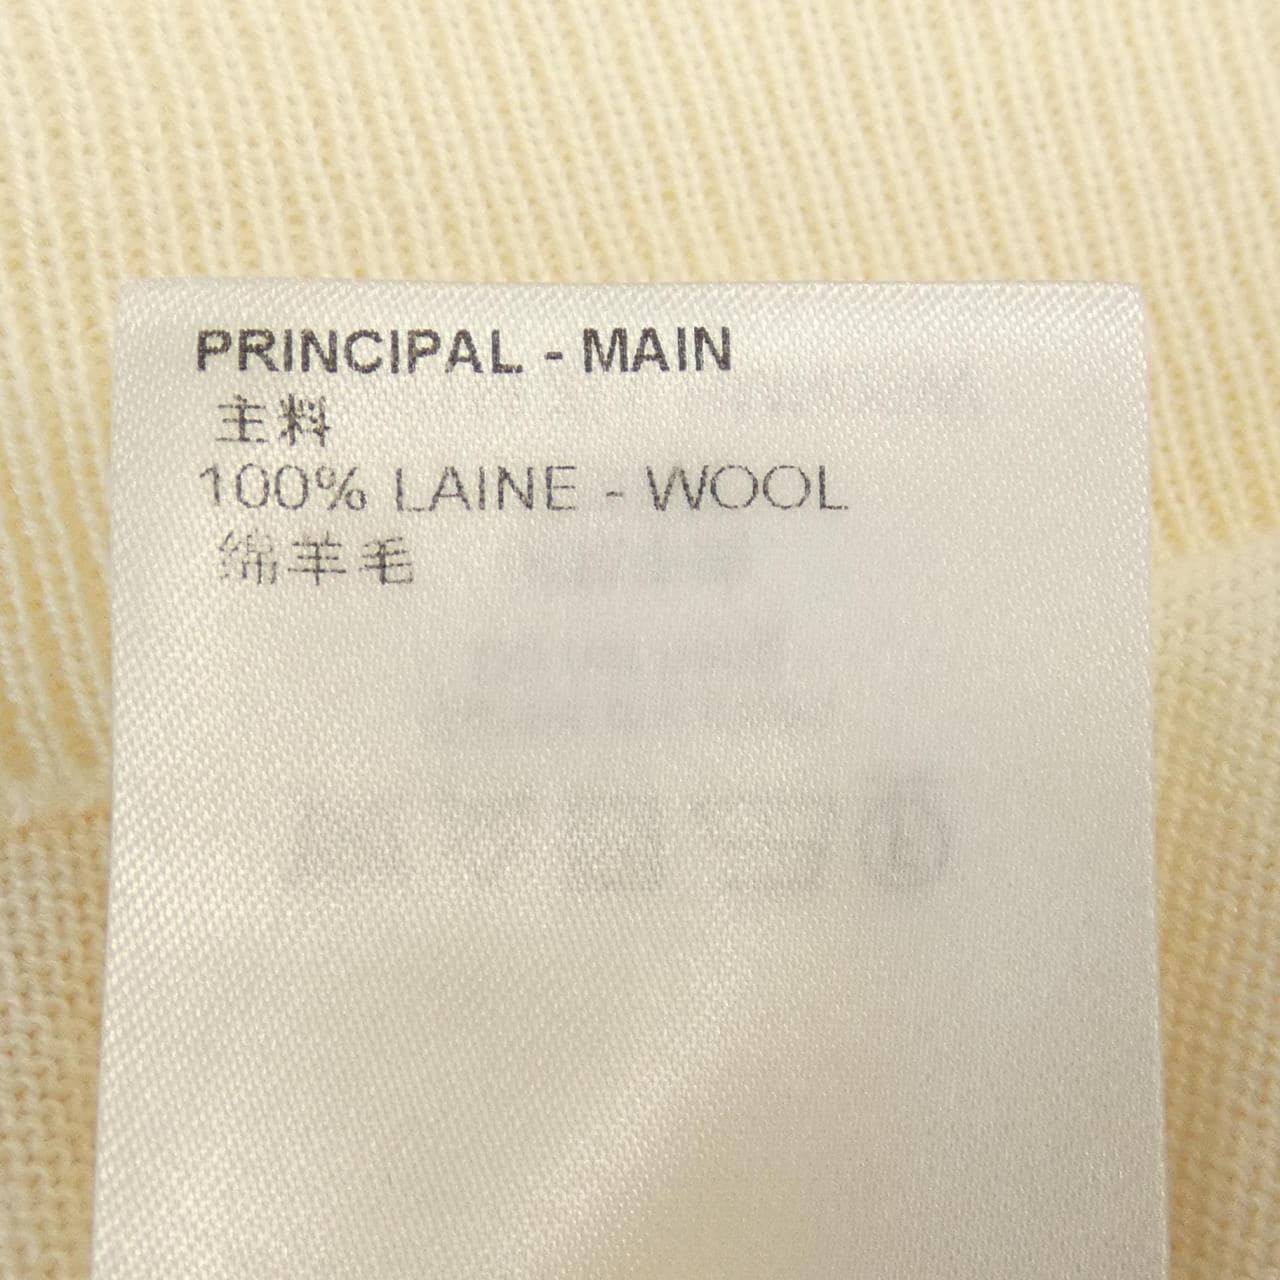 PRINCIPAL - MAIN
主料
100% LAINE - WOOL
绵羊毛